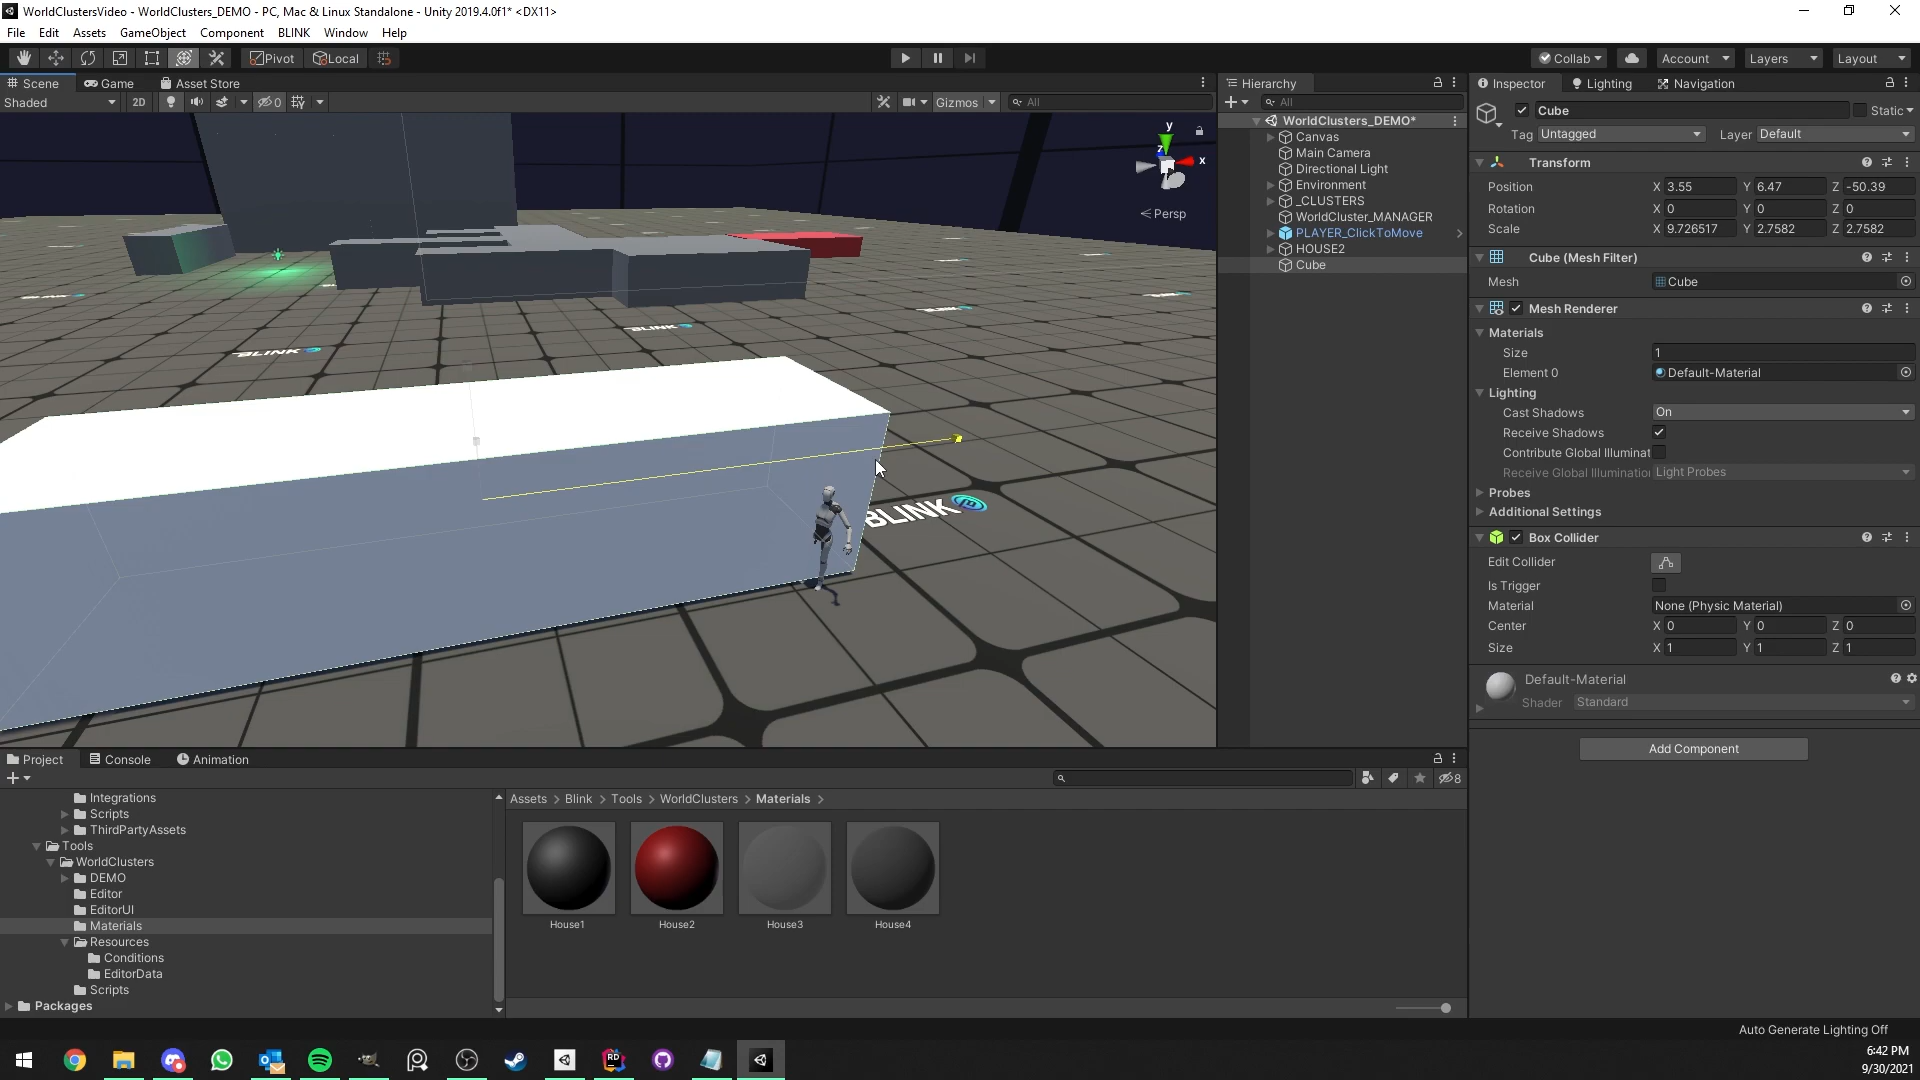 WorldClustersVideo - WorldClusters_DEMO - PC, Mac & Linux Standalone - Unity 2019.4.0f1* <DX11>
File Edit Assets GameObject Component BLINK Window Help
Pivot Local Collab Account Layers Layout
Scene Game Asset Store
Shaded 2D 0 Gizmos All
y
z
x
Persp
BLINK
BLINK
BLINK
BLINK
Hierarchy
All
WorldClusters_DEMO*
Canvas
Main Camera
Directional Light
Environment
_CLUSTERS
WorldCluster_MANAGER
PLAYER_ClickToMove
HOUSE2
Cube
Inspector Lighting Navigation
Cube Static
Tag Untagged Layer Default
Transform
Position X 3.55 Y 6.47 Z -50.39
Rotation X 0 Y 0 Z 0
Scale X 9.726517 Y 2.7582 Z 2.7582
Cube (Mesh Filter)
Mesh Cube
Mesh Renderer
Materials
Size 1
Element 0 Default-Material
Lighting
Cast Shadows On
Receive Shadows
Contribute Global Illuminat
Receive Global Illumination Light Probes
Probes
Additional Settings
Box Collider
Edit Collider
Is Trigger
Material None (Physic Material)
Center X 0 Y 0 Z 0
Size X 1 Y 1 Z 1
Default-Material
Shader Standard
Add Component
Project Console Animation
8
Integrations
Scripts
ThirdPartyAssets
Tools
WorldClusters
DEMO
Editor
EditorUI
Materials
Resources
Conditions
EditorData
Scripts
Packages
Assets > Blink > Tools > WorldClusters > Materials >
House1 House2 House3 House4
Auto Generate Lighting Off
RD
6:42 PM
9/30/2021